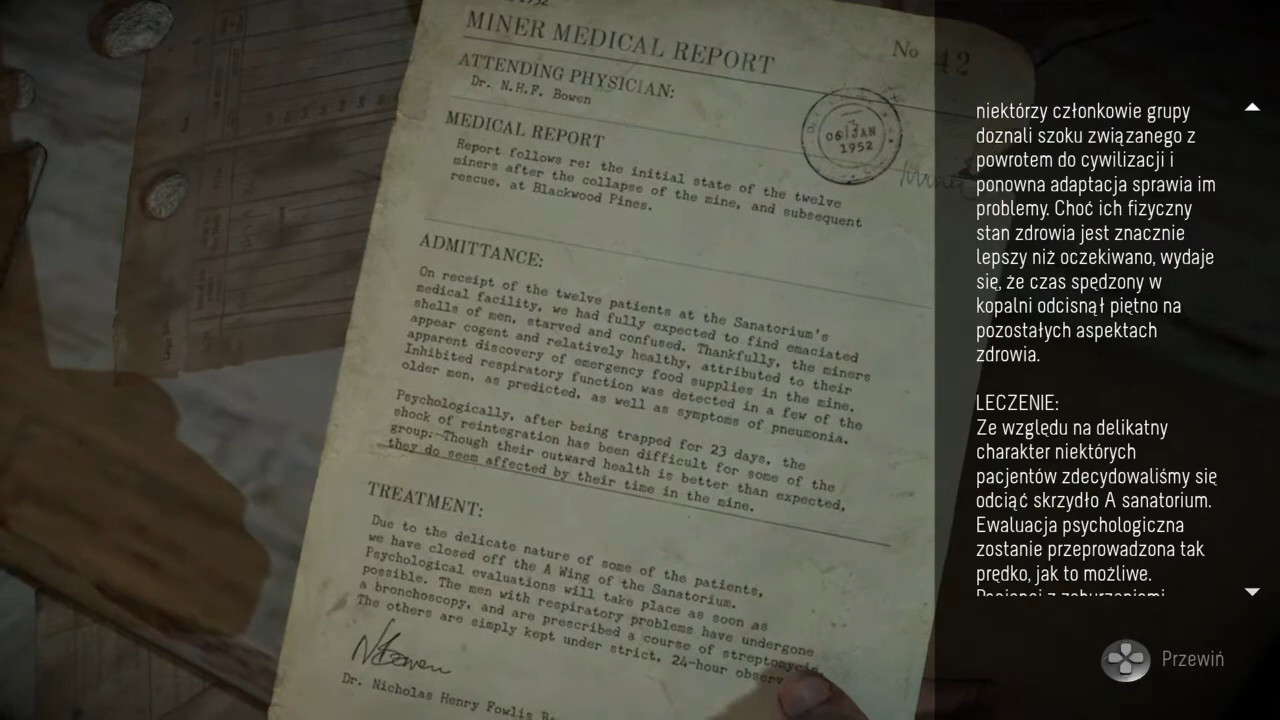 MINER MEDICAL REPORT
No 42
ATTENDING PHYSICIAN:
Dr. N.H.F. Bowen
06 JAN
1952
MEDICAL REPORT
Report follows re: the initial state of the twelve
miners after the collapse of the mine, and subsequent
rescue, at Blackwood Pines.
ADMITTANCE:
On receipt of the twelve patients at the Sanatorium's
medical facility, we had fully expected to find emaciated
shells of men, starved and confused. Thankfully, the miners
appear cogent and relatively healthy, attributed to their
apparent discovery of emergency food supplies in the mine.
Inhibited respiratory function was detected in a few of the
older men, as predicted, as well as symptoms of pneumonia.
Psychologically, after being trapped for 23 days, the
shock of reintegration has been difficult for some of the
group: Though their outward health is better than expected,
they do seem affected by their time in the mine.
TREATMENT:
Due to the delicate nature of some of the patients,
we have closed off the A Wing of the Sanatorium.
Psychological evaluations will take place as soon as
possible. The men with respiratory problems have undergone
a bronchoscopy, and are prescribed a course of streptomycin.
The others are simply kept under strict, 24-hour observ
NBowen
Dr. Nicholas Henry Fowlis
niektórzy członkowie grupy
doznali szoku związanego z
powrotem do cywilizacji i
ponowna adaptacja sprawia im
problemy. Choć ich fizyczny
stan zdrowia jest znacznie
lepszy niż oczekiwano, wydaje
się, że czas spędzony w
kopalni odcisnął piętno na
pozostałych aspektach
zdrowia.
LECZENIE:
Ze względu na delikatny
charakter niektórych
pacjentów zdecydowaliśmy się
odciąć skrzydło A sanatorium.
Ewaluacja psychologiczna
zostanie przeprowadzona tak
prędko, jak to możliwe.
Przewiń